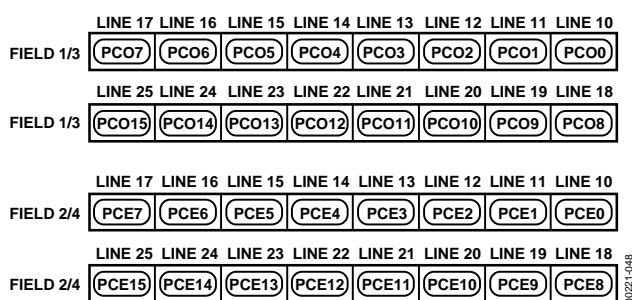 LINE 17 LINE 16 LINE 15 LINE 14 LINE 13 LINE 12 LINE 11 LINE 10
FIELD 1/3 PCO7 PCO6 PCO5 PCO4 PCO3 PCO2 PCO1 PCO0
LINE 25 LINE 24 LINE 23 LINE 22 LINE 21 LINE 20 LINE 19 LINE 18
FIELD 1/3 PCO15 PCO14 PCO13 PCO12 PCO11 PCO10 PCO9 PCO8
LINE 17 LINE 16 LINE 15 LINE 14 LINE 13 LINE 12 LINE 11 LINE 10
FIELD 2/4 PCE7 PCE6 PCE5 PCE4 PCE3 PCE2 PCE1 PCE0
LINE 25 LINE 24 LINE 23 LINE 22 LINE 21 LINE 20 LINE 19 LINE 18
FIELD 2/4 PCE15 PCE14 PCE13 PCE12 PCE11 PCE10 PCE9 PCE8